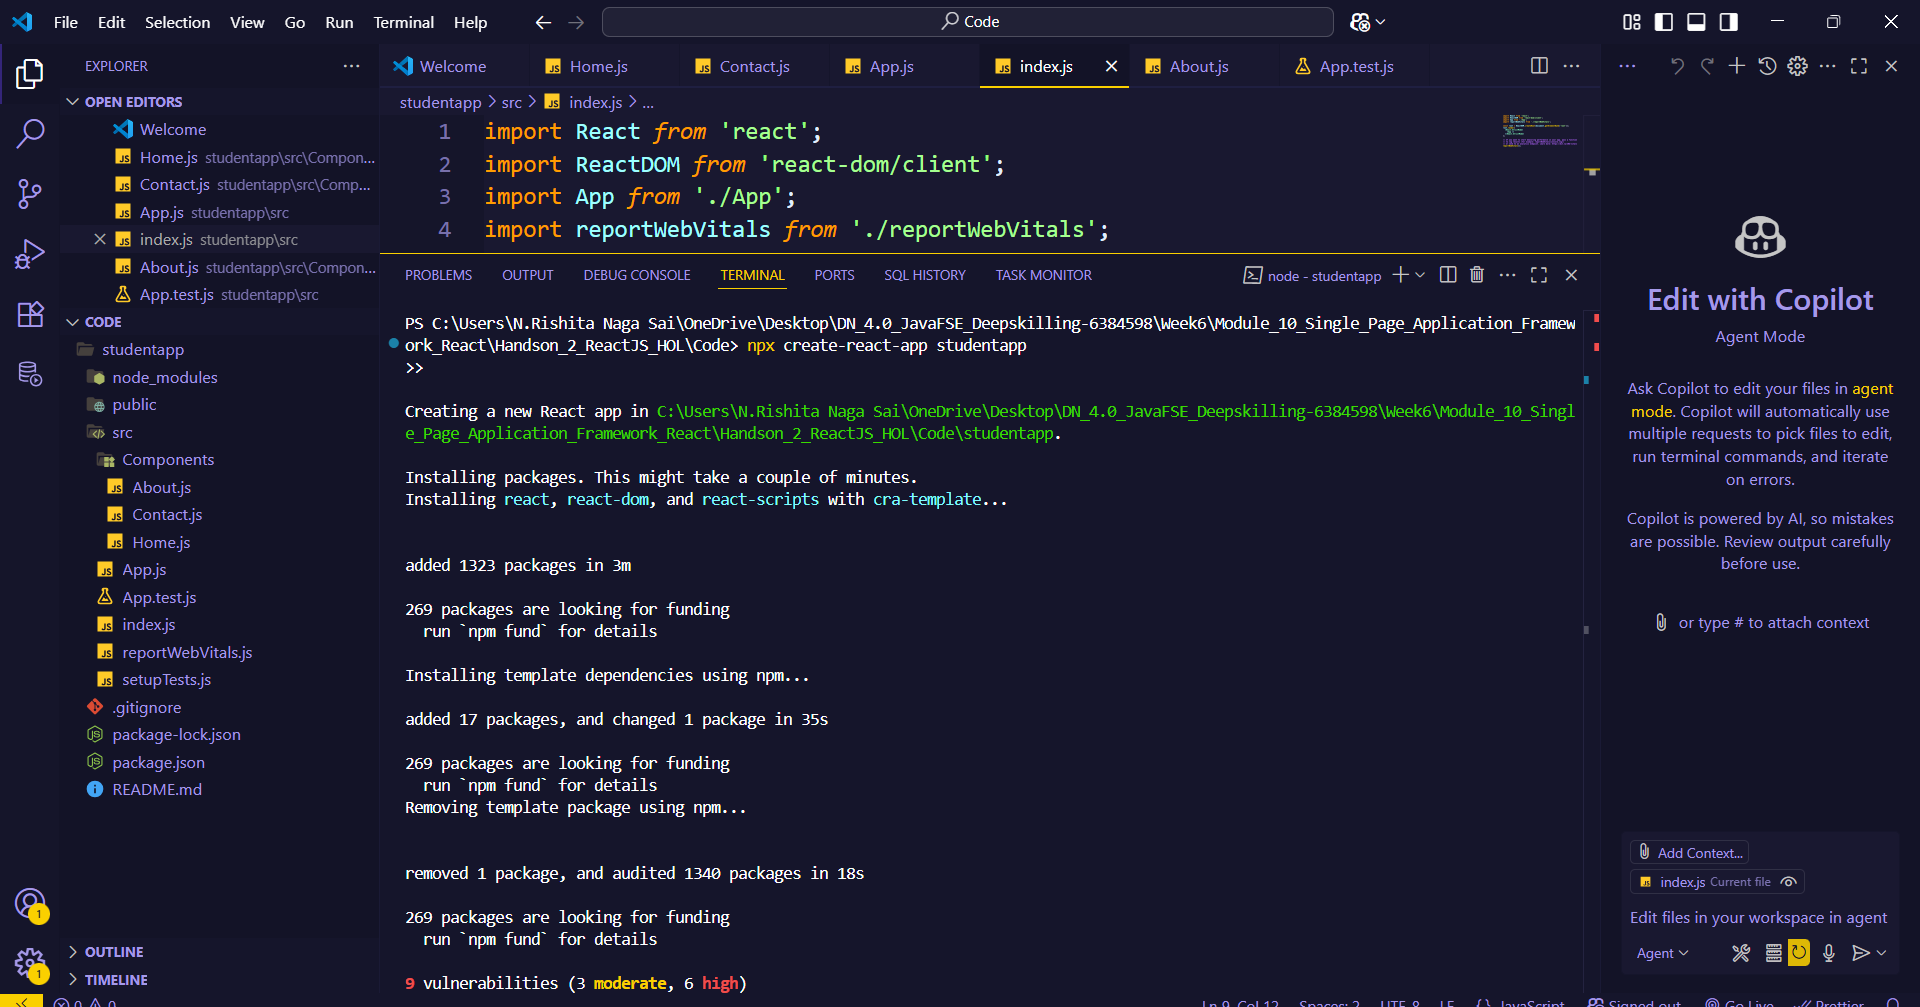 File Edit Selection View Go Run Terminal Help
Code
EXPLORER
OPEN EDITORS
Welcome
Home.js studentapp\src\Compon...
Contact.js studentapp\src\Comp...
App.js studentapp\src
index.js studentapp\src
About.js studentapp\src\Compon...
App.test.js studentapp\src
CODE
studentapp
node_modules
public
src
Components
About.js
Contact.js
Home.js
App.js
App.test.js
index.js
reportWebVitals.js
setupTests.js
.gitignore
package-lock.json
package.json
README.md
OUTLINE
TIMELINE
1
1
Welcome Home.js Contact.js App.js index.js About.js App.test.js
studentapp > src > index.js > ...
1 import React from 'react';
2 import ReactDOM from 'react-dom/client';
3 import App from './App';
4 import reportWebVitals from './reportWebVitals';
PROBLEMS OUTPUT DEBUG CONSOLE TERMINAL PORTS SQL HISTORY TASK MONITOR
node - studentapp
PS C:\Users\N.Rishita Naga Sai\OneDrive\Desktop\DN_4.0_JavaFSE_Deepskilling-6384598\Week6\Module_10_Single_Page_Application_Framew
ork_React\Handson_2_ReactJS_HOL\Code> npx create-react-app studentapp
>>
Creating a new React app in C:\Users\N.Rishita Naga Sai\OneDrive\Desktop\DN_4.0_JavaFSE_Deepskilling-6384598\Week6\Module_10_Singl
e_Page_Application_Framework_React\Handson_2_ReactJS_HOL\Code\studentapp.
Installing packages. This might take a couple of minutes.
Installing react, react-dom, and react-scripts with cra-template...
added 1323 packages in 3m
269 packages are looking for funding
run `npm fund` for details
Installing template dependencies using npm...
added 17 packages, and changed 1 package in 35s
269 packages are looking for funding
run `npm fund` for details
Removing template package using npm...
removed 1 package, and audited 1340 packages in 18s
269 packages are looking for funding
run `npm fund` for details
9 vulnerabilities (3 moderate, 6 high)
Edit with Copilot
Agent Mode
Ask Copilot to edit your files in agent
mode. Copilot will automatically use
multiple requests to pick files to edit,
run terminal commands, and iterate
on errors.
Copilot is powered by AI, so mistakes
are possible. Review output carefully
before use.
or type # to attach context
Add Context...
index.js Current file
Edit files in your workspace in agent
Agent
0 0 Ln 9, Col 12 Spaces: 2 UTF-8 LF {} JavaScript Signed out Go Live Prettier